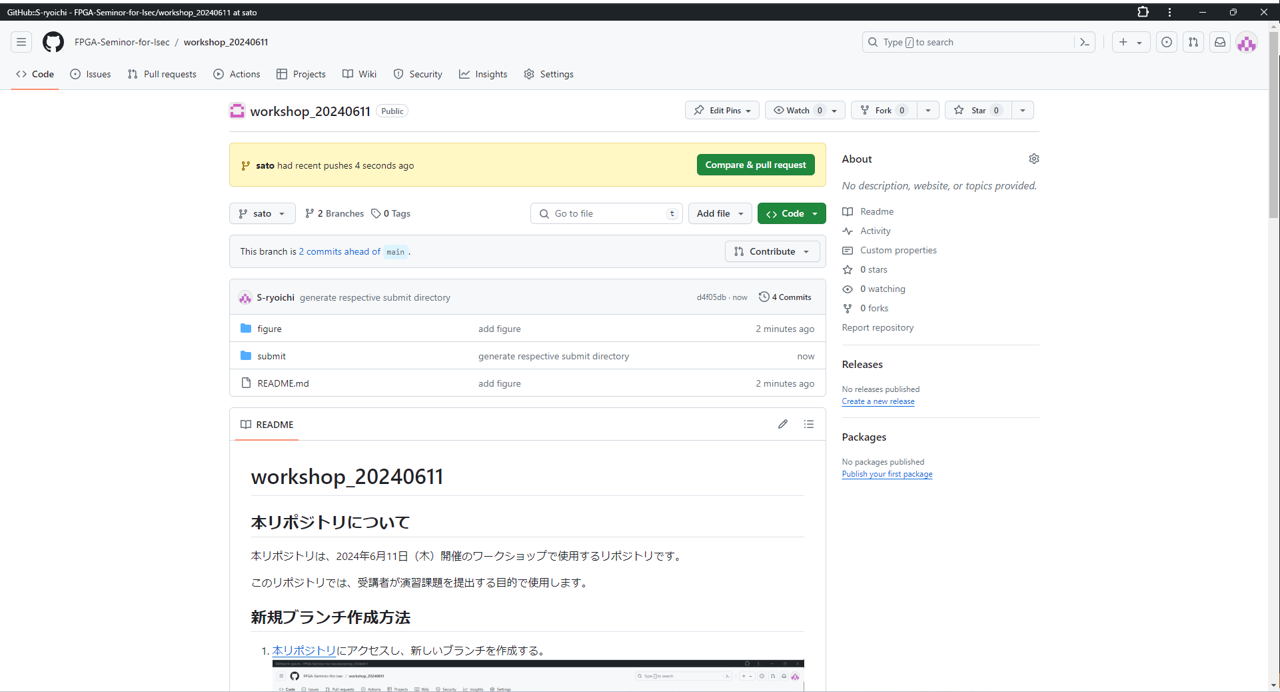 GitHub::S-ryoichi - FPGA-Seminor-for-Isec/workshop_20240611 at sato
FPGA-Seminor-for-Isec / workshop_20240611
Type / to search
Code Issues Pull requests Actions Projects Wiki Security Insights Settings
workshop_20240611 Public
Edit Pins Watch 0 Fork 0 Star 0
sato had recent pushes 4 seconds ago
Compare & pull request
sato 2 Branches 0 Tags
Go to file t
Add file
Code
This branch is 2 commits ahead of main .
Contribute
S-ryoichi generate respective submit directory d4f05db · now 4 Commits
figure add figure 2 minutes ago
submit generate respective submit directory now
README.md add figure 2 minutes ago
README
workshop_20240611
本リポジトリについて
本リポジトリは、2024年6月11日（木）開催のワークショップで使用するリポジトリです。
このリポジトリでは、受講者が演習課題を提出する目的で使用します。
新規ブランチ作成方法
1. 本リポジトリにアクセスし、新しいブランチを作成する。
About
No description, website, or topics provided.
Readme
Activity
Custom properties
0 stars
0 watching
0 forks
Report repository
Releases
No releases published
Create a new release
Packages
No packages published
Publish your first package